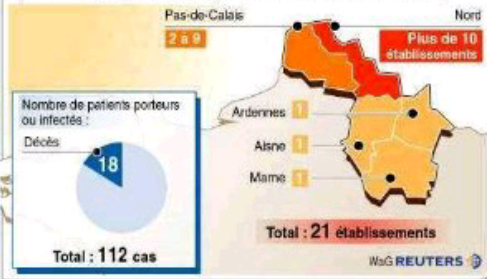 Pas-de-Calais
2 à 9
Nord
Plus de 10
établissements
Ardennes 1
Aisne 1
Marne 1
Nombre de patients porteurs
ou infectés :
Décès
18
Total : 112 cas
Total : 21 établissements
WaG REUTERS